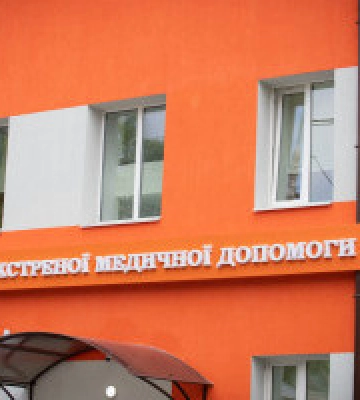 КСТРЕНОЇ МЕДИЧНОЇ ДОПОМОГИ